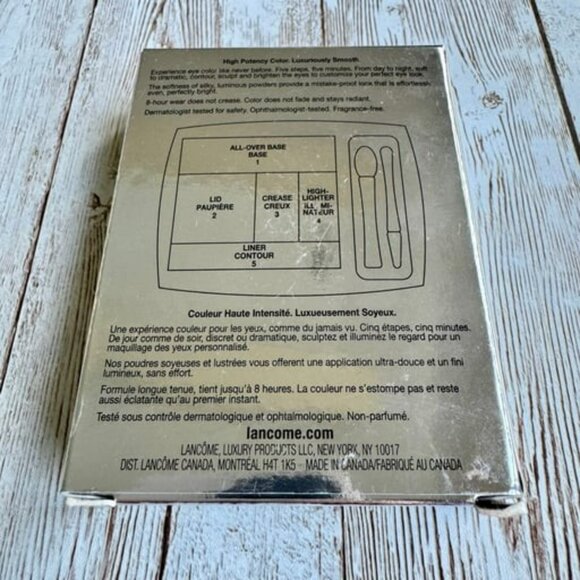 High Potency Color. Luxuriously Smooth.
Experience eye color like never before. Five steps, five minutes. From day to night, soft
to dramatic, contour, sculpt and brighten the eyes to customize your perfect eye look.
The softness of silky, luminous powders provide a mistake-proof look that is effortlessly
even, perfectly bright.
8-hour wear does not crease. Color does not fade and stays radiant.
Dermatologist tested for safety. Ophthalmologist-tested. Fragrance-free.
ALL-OVER BASE
BASE
1
LID
PAUPIÈRE
2
CREASE
CREUX
3
HIGH-
LIGHTER
ILLUMI-
NATEUR
4
LINER
CONTOUR
5
Couleur Haute Intensité. Luxueusement Soyeux.
Une expérience couleur pour les yeux, comme du jamais vu. Cinq étapes, cinq minutes.
De jour comme de soir, discret ou dramatique, sculptez et illuminez le regard pour un
maquillage des yeux personnalisé.
Nos poudres soyeuses et lustrées vous offrent une application ultra-douce et un fini
lumineux, sans effort.
Formule longue tenue, tient jusqu'à 8 heures. La couleur ne s'estompe pas et reste
aussi éclatante qu'au premier instant.
Testé sous contrôle dermatologique et ophtalmologique. Non-parfumé.
lancome.com
LANCÔME, LUXURY PRODUCTS LLC, NEW YORK, NY 10017
DIST. LANCÔME CANADA, MONTRÉAL H4T 1K5 - MADE IN CANADA/FABRIQUÉ AU CANADA